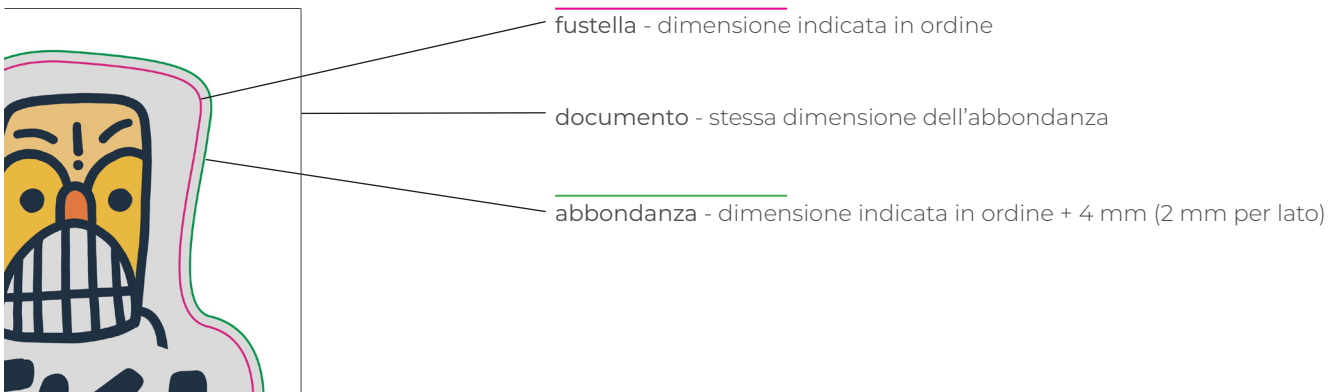 fustella - dimensione indicata in ordine
documento - stessa dimensione dell'abbondanza
abbondanza - dimensione indicata in ordine + 4 mm (2 mm per lato)